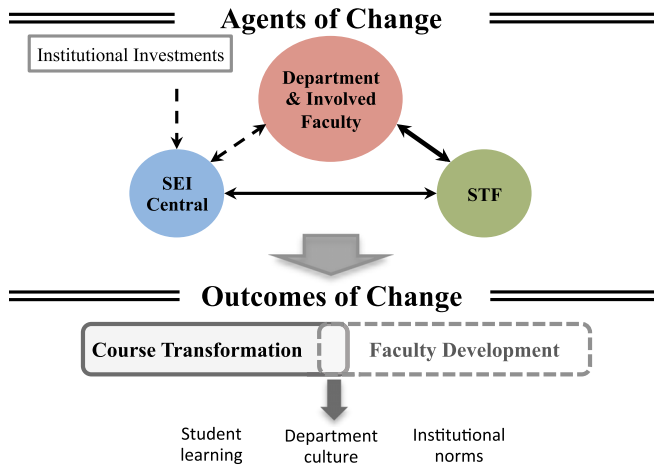 Agents of Change
Institutional Investments
Department
& Involved
Faculty
SEI
Central
STF
Outcomes of Change
Course Transformation
Faculty Development
Student
learning
Department
culture
Institutional
norms